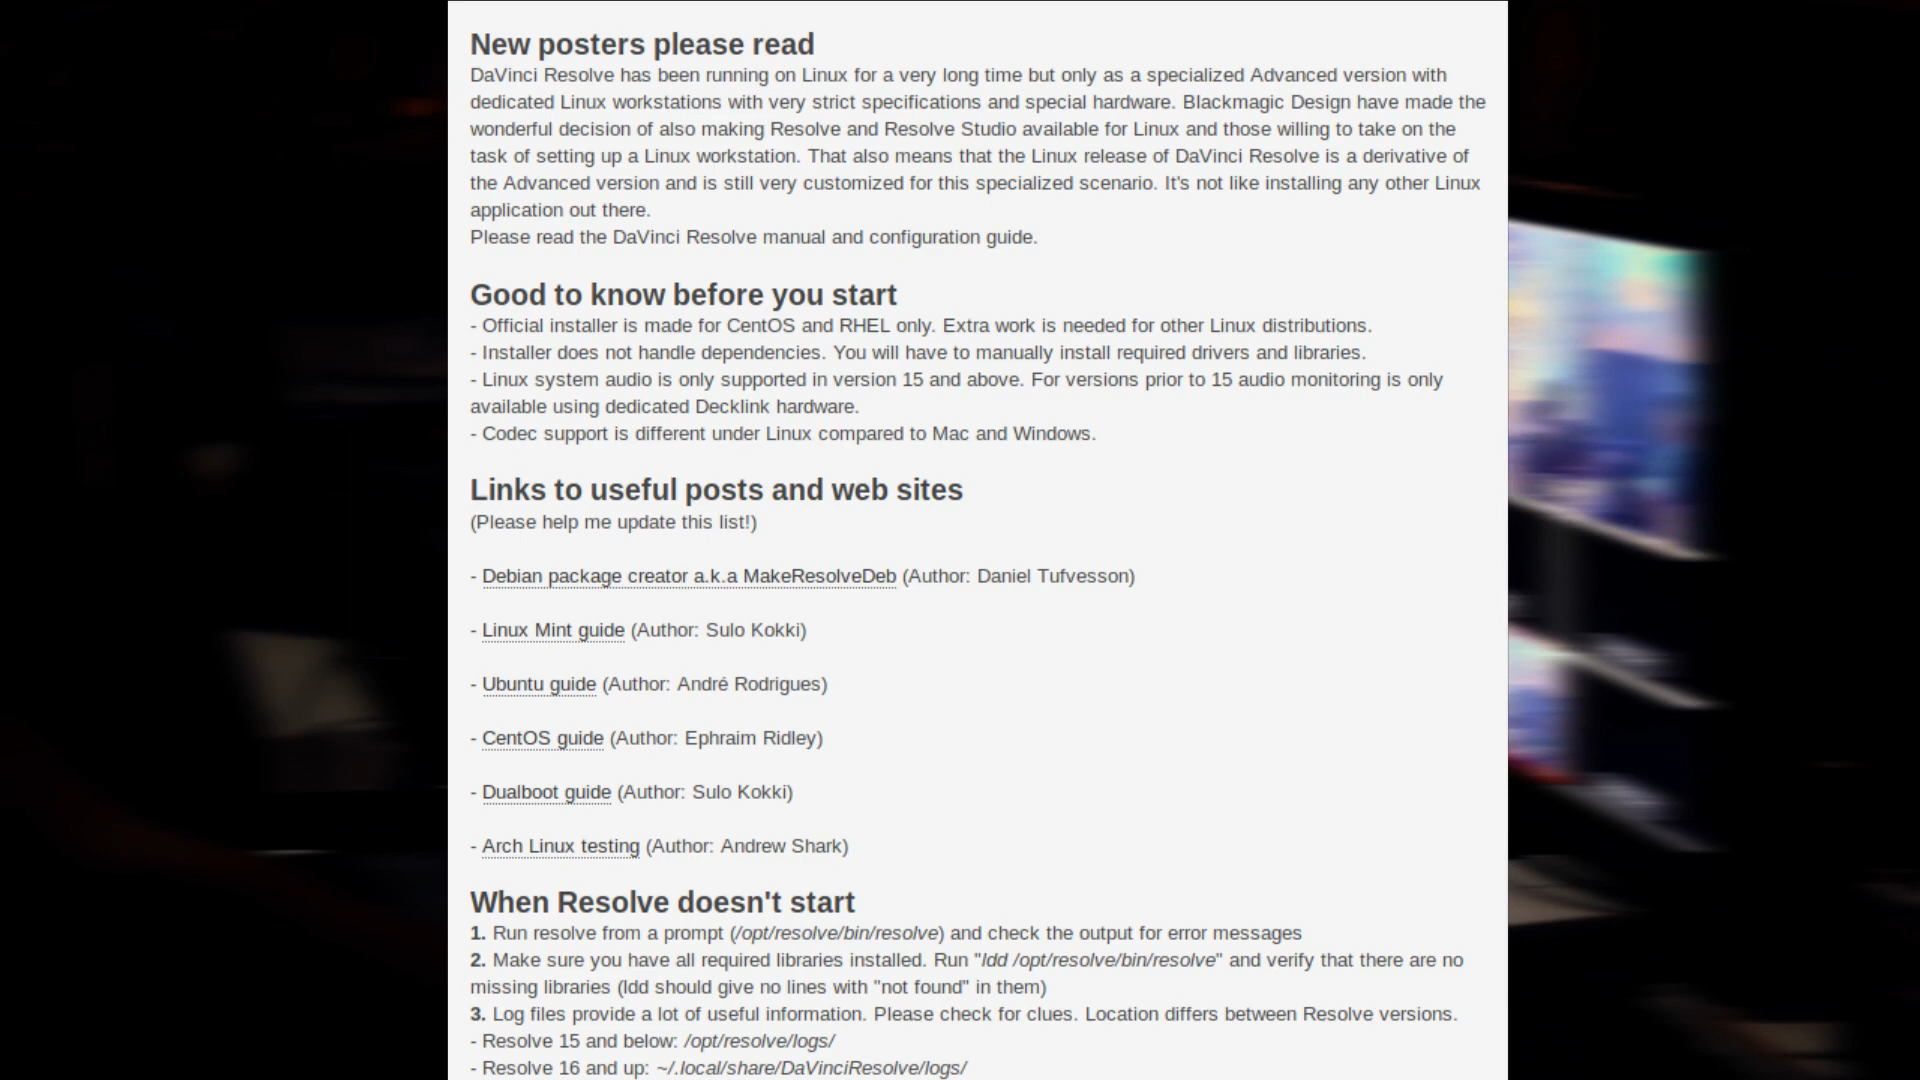 New posters please read
DaVinci Resolve has been running on Linux for a very long time but only as a specialized Advanced version with
dedicated Linux workstations with very strict specifications and special hardware. Blackmagic Design have made the
wonderful decision of also making Resolve and Resolve Studio available for Linux and those willing to take on the
task of setting up a Linux workstation. That also means that the Linux release of DaVinci Resolve is a derivative of
the Advanced version and is still very customized for this specialized scenario. It's not like installing any other Linux
application out there.
Please read the DaVinci Resolve manual and configuration guide.
Good to know before you start
- Official installer is made for CentOS and RHEL only. Extra work is needed for other Linux distributions.
- Installer does not handle dependencies. You will have to manually install required drivers and libraries.
- Linux system audio is only supported in version 15 and above. For versions prior to 15 audio monitoring is only
available using dedicated Decklink hardware.
- Codec support is different under Linux compared to Mac and Windows.
Links to useful posts and web sites
(Please help me update this list!)
- Debian package creator a.k.a MakeResolveDeb (Author: Daniel Tufvesson)
- Linux Mint guide (Author: Sulo Kokki)
- Ubuntu guide (Author: André Rodrigues)
- CentOS guide (Author: Ephraim Ridley)
- Dualboot guide (Author: Sulo Kokki)
- Arch Linux testing (Author: Andrew Shark)
When Resolve doesn't start
1. Run resolve from a prompt (/opt/resolve/bin/resolve) and check the output for error messages
2. Make sure you have all required libraries installed. Run "ldd /opt/resolve/bin/resolve" and verify that there are no
missing libraries (ldd should give no lines with "not found" in them)
3. Log files provide a lot of useful information. Please check for clues. Location differs between Resolve versions.
- Resolve 15 and below: /opt/resolve/logs/
- Resolve 16 and up: ~/.local/share/DaVinciResolve/logs/